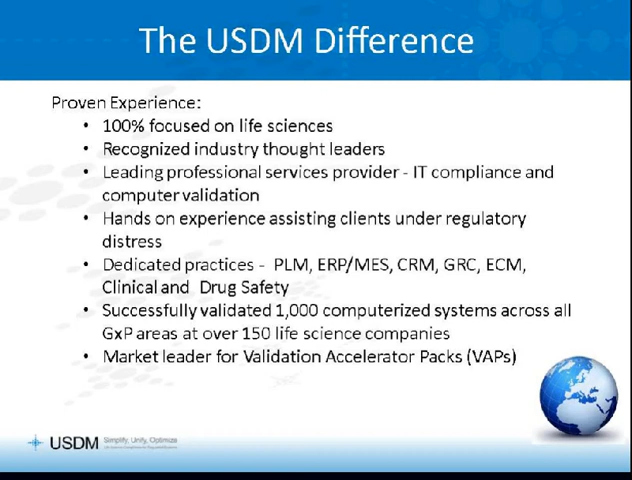 The USDM Difference
Proven Experience:
• 100% focused on life sciences
• Recognized industry thought leaders
• Leading professional services provider - IT compliance and
computer validation
• Hands on experience assisting clients under regulatory
distress
• Dedicated practices - PLM, ERP/MES, CRM, GRC, ECM,
Clinical and Drug Safety
• Successfully validated 1,000 computerized systems across all
GxP areas at over 150 life science companies
• Market leader for Validation Accelerator Packs (VAPs)
USDM Simplify, Unify, Optimize